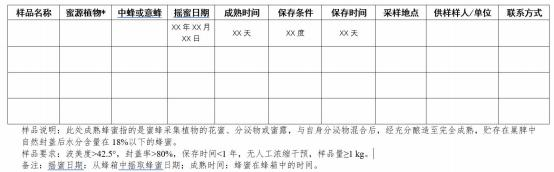 样品名称 蜜源植物* 中蜂或意蜂 摇蜜日期 成熟时间 保存条件 保存时间 采样地点 供样样人/单位 联系方式
XX 年 XX 月 XX 天 XX 度 XX 天
XX 日
样品说明：此处成熟蜂蜜指的是蜜蜂采集植物的花蜜、分泌物或蜜露，与自身分泌物混合后，经充分酿造至完全成熟，贮存在巢脾中
自然封盖后水分含量在 18%以下的蜂蜜。
样品要求：波美度>42.5°，封盖率>80%，保存时间<1 年，无人工浓缩干预，样品量≥1 kg。
备注：摇蜜日期：从蜂箱中摇取蜂蜜日期；成熟时间：蜂蜜在蜂箱中的时间。